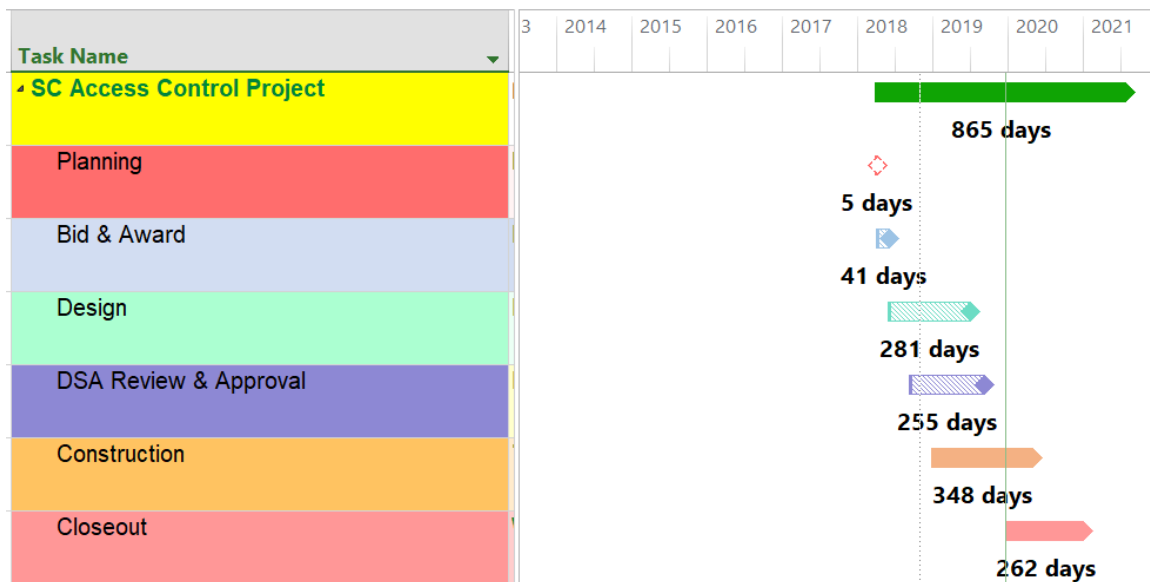 3 2014 2015 2016 2017 2018 2019 2020 2021
Task Name
SC Access Control Project
865 days
Planning
5 days
Bid & Award
41 days
Design
281 days
DSA Review & Approval
255 days
Construction
348 days
Closeout
262 days